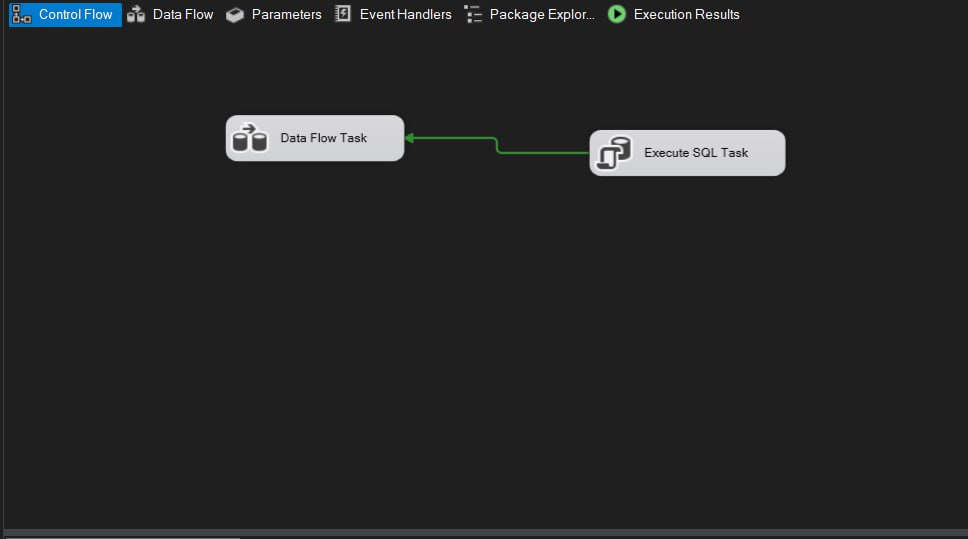 Control Flow Data Flow Parameters Event Handlers Package Explor... Execution Results
Data Flow Task
Execute SQL Task